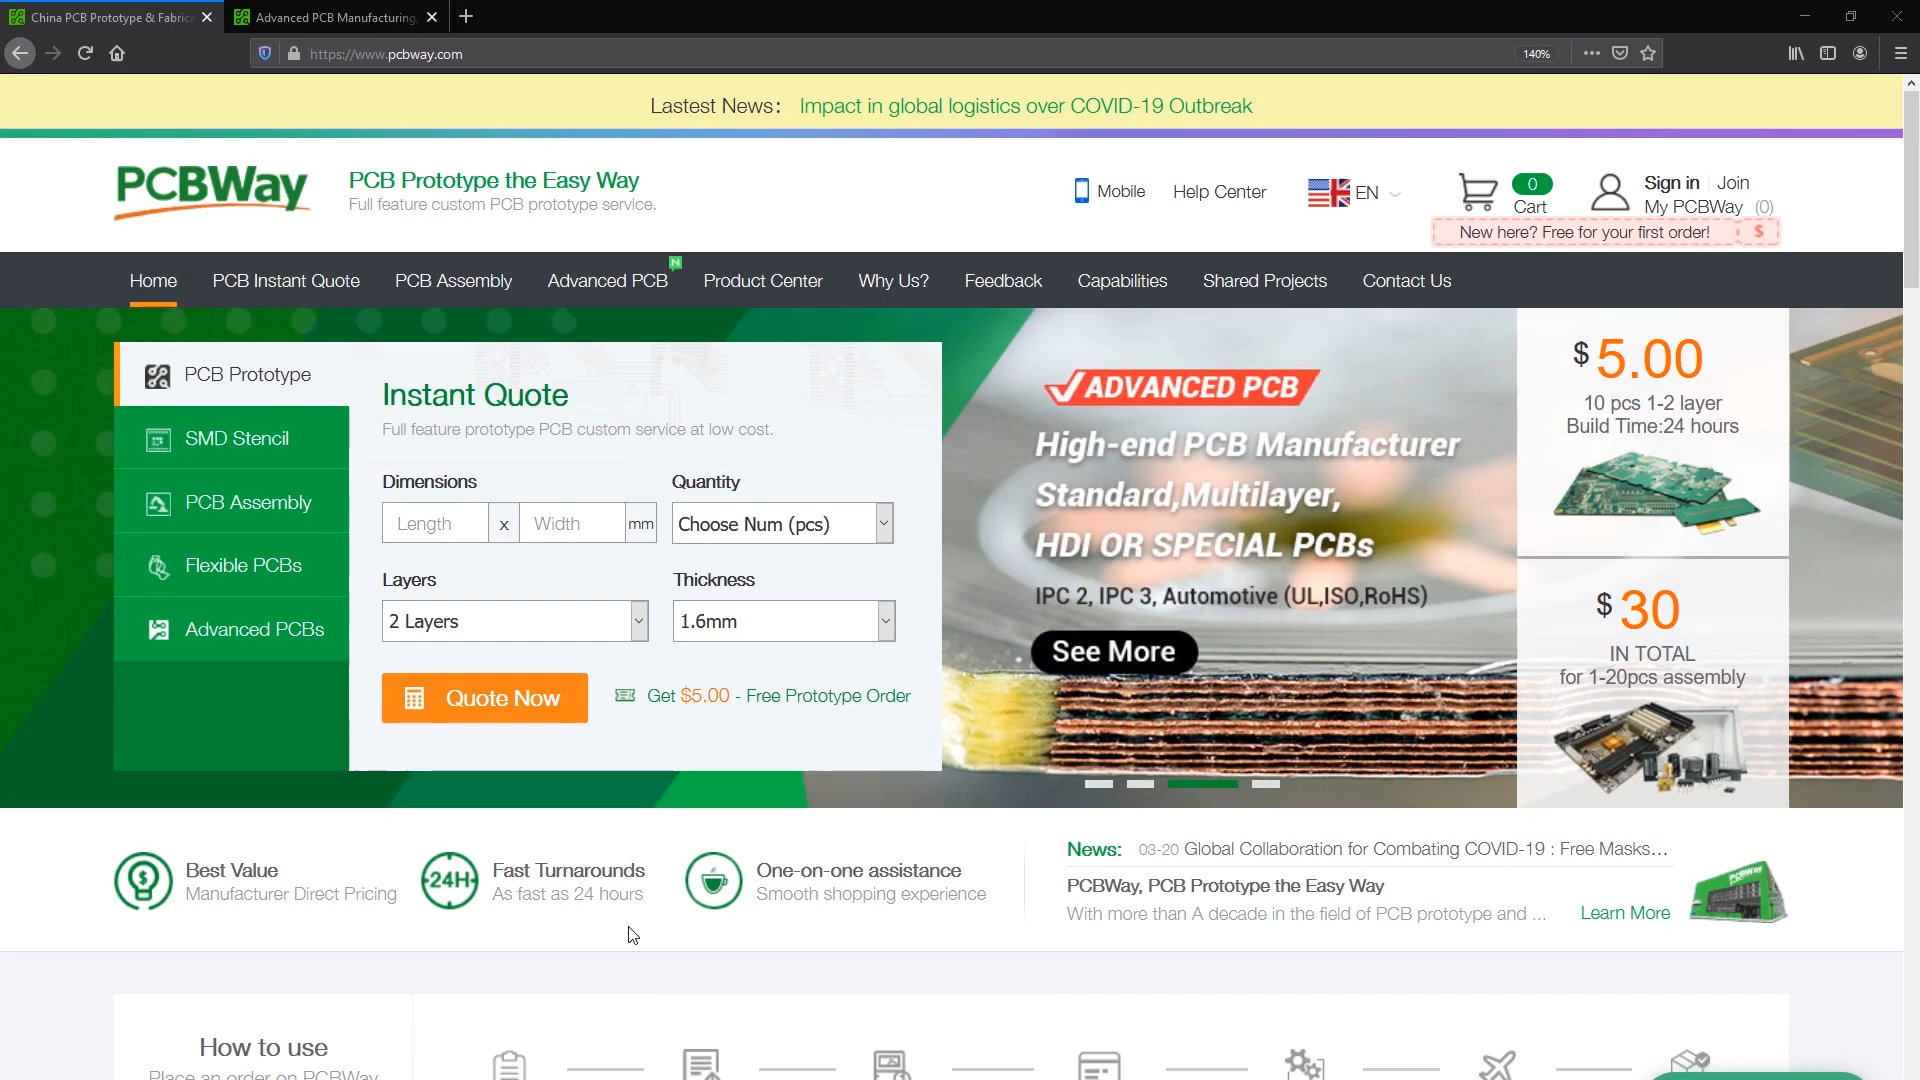 China PCB Prototype & Fabrica
Advanced PCB Manufacturing,
https://www.pcbway.com
140%
Lastest News: Impact in global logistics over COVID-19 Outbreak
PCBWay
PCB Prototype the Easy Way
Full feature custom PCB prototype service.
Mobile
Help Center
EN
0
Cart
Sign in
Join
My PCBWay (0)
New here? Free for your first order! $
N
Home
PCB Instant Quote
PCB Assembly
Advanced PCB
Product Center
Why Us?
Feedback
Capabilities
Shared Projects
Contact Us
PCB Prototype
SMD Stencil
PCB Assembly
Flexible PCBs
Advanced PCBs
Instant Quote
Full feature prototype PCB custom service at low cost.
Dimensions
Quantity
Length x Width mm
Choose Num (pcs)
Layers
Thickness
2 Layers
1.6mm
Quote Now
Get $5.00 - Free Prototype Order
ADVANCED PCB
High-end PCB Manufacturer
Standard,Multilayer,
HDI OR SPECIAL PCBs
IPC 2, IPC 3, Automotive (UL,ISO,RoHS)
See More
$5.00
10 pcs 1-2 layer
Build Time:24 hours
$30
IN TOTAL
for 1-20pcs assembly
Best Value
Manufacturer Direct Pricing
24H
Fast Turnarounds
As fast as 24 hours
One-on-one assistance
Smooth shopping experience
News: 03-20 Global Collaboration for Combating COVID-19 : Free Masks...
PCBWay, PCB Prototype the Easy Way
With more than A decade in the field of PCB prototype and ... Learn More
PCBWay
How to use
Place an order on PCBWay